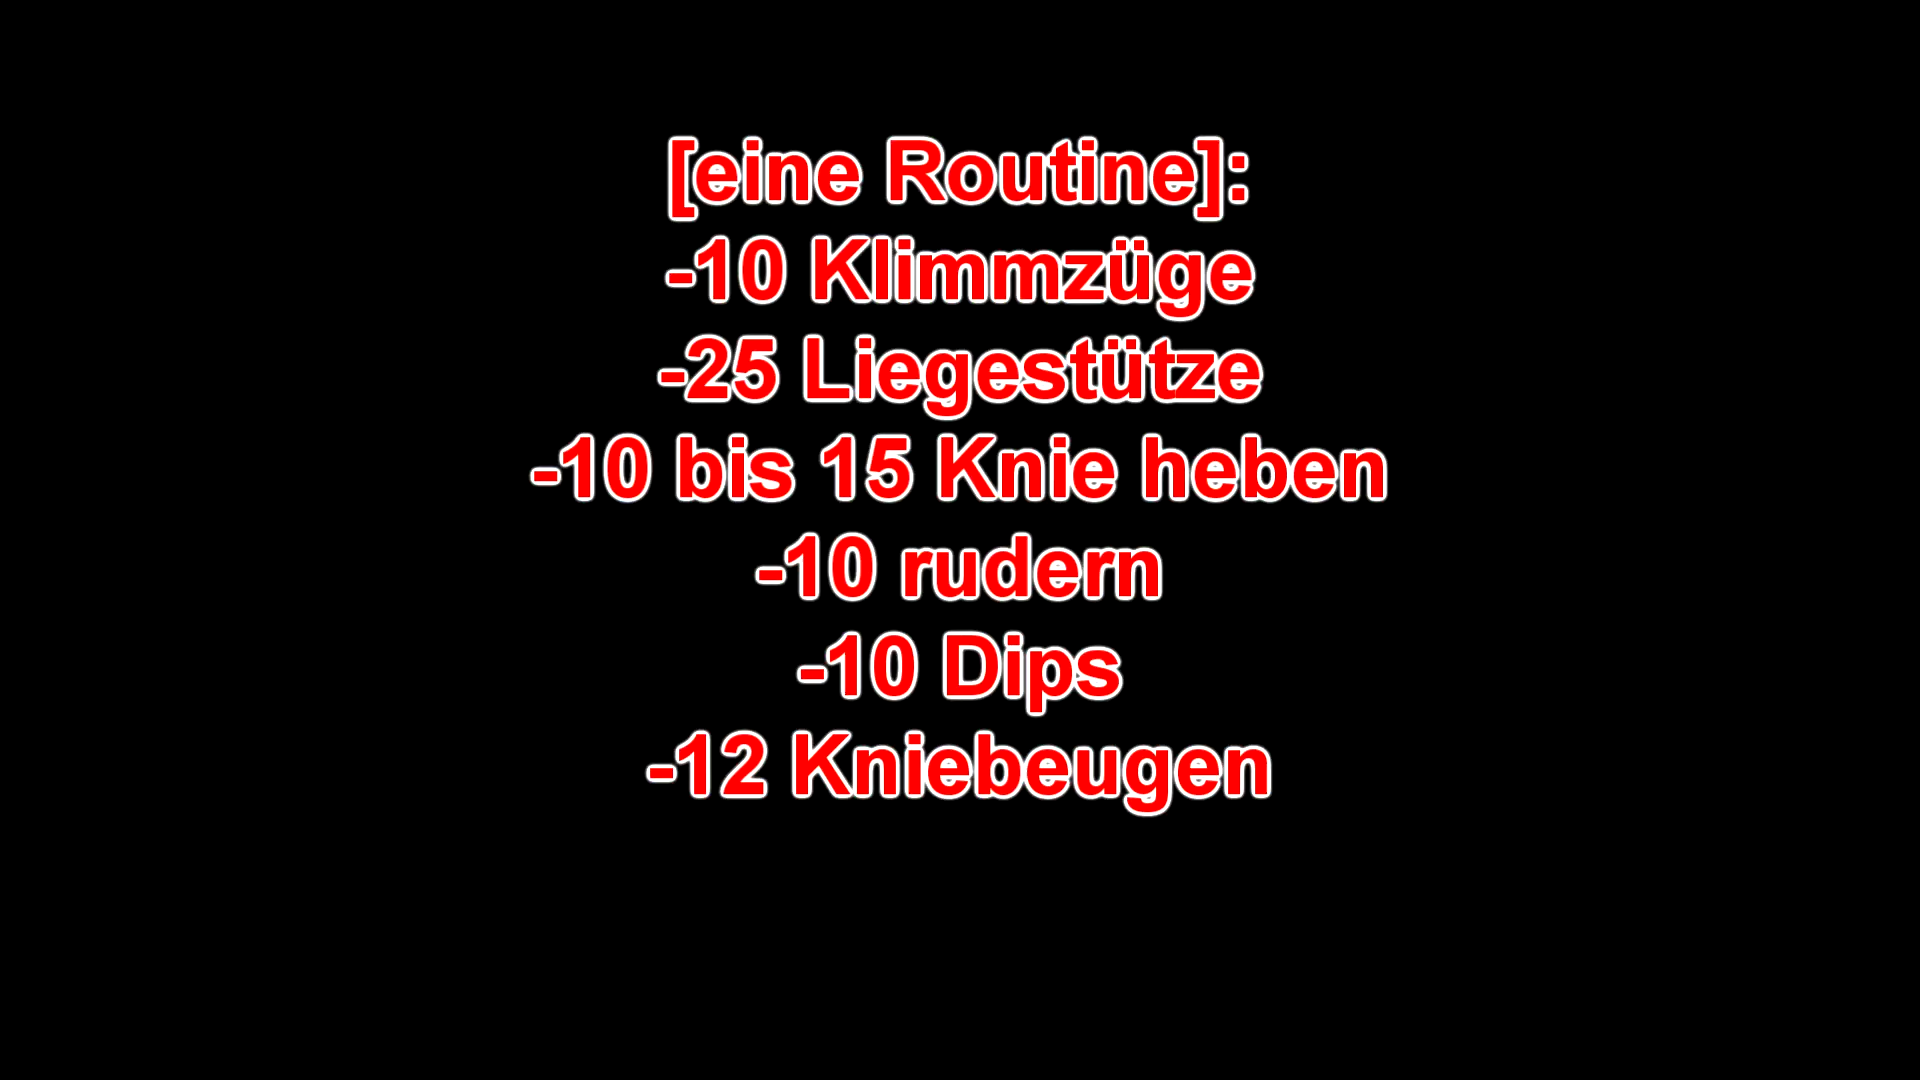 [eine Routine]:
-10 Klimmzüge
-25 Liegestütze
-10 bis 15 Knie heben
-10 rudern
-10 Dips
-12 Kniebeugen